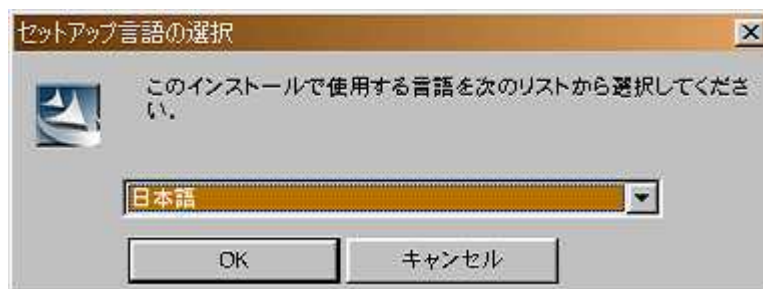 セットアップ言語の選択
このインストールで使用する言語を次のリストから選択してくださ
い.
日本語
OK
キャンセル